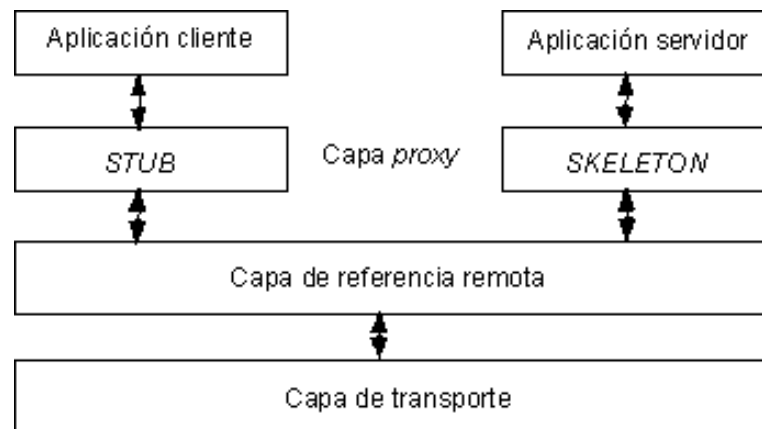 Aplicación cliente
Aplicación servidor
STUB
Capa proxy
SKELETON
Capa de referencia remota
Capa de transporte